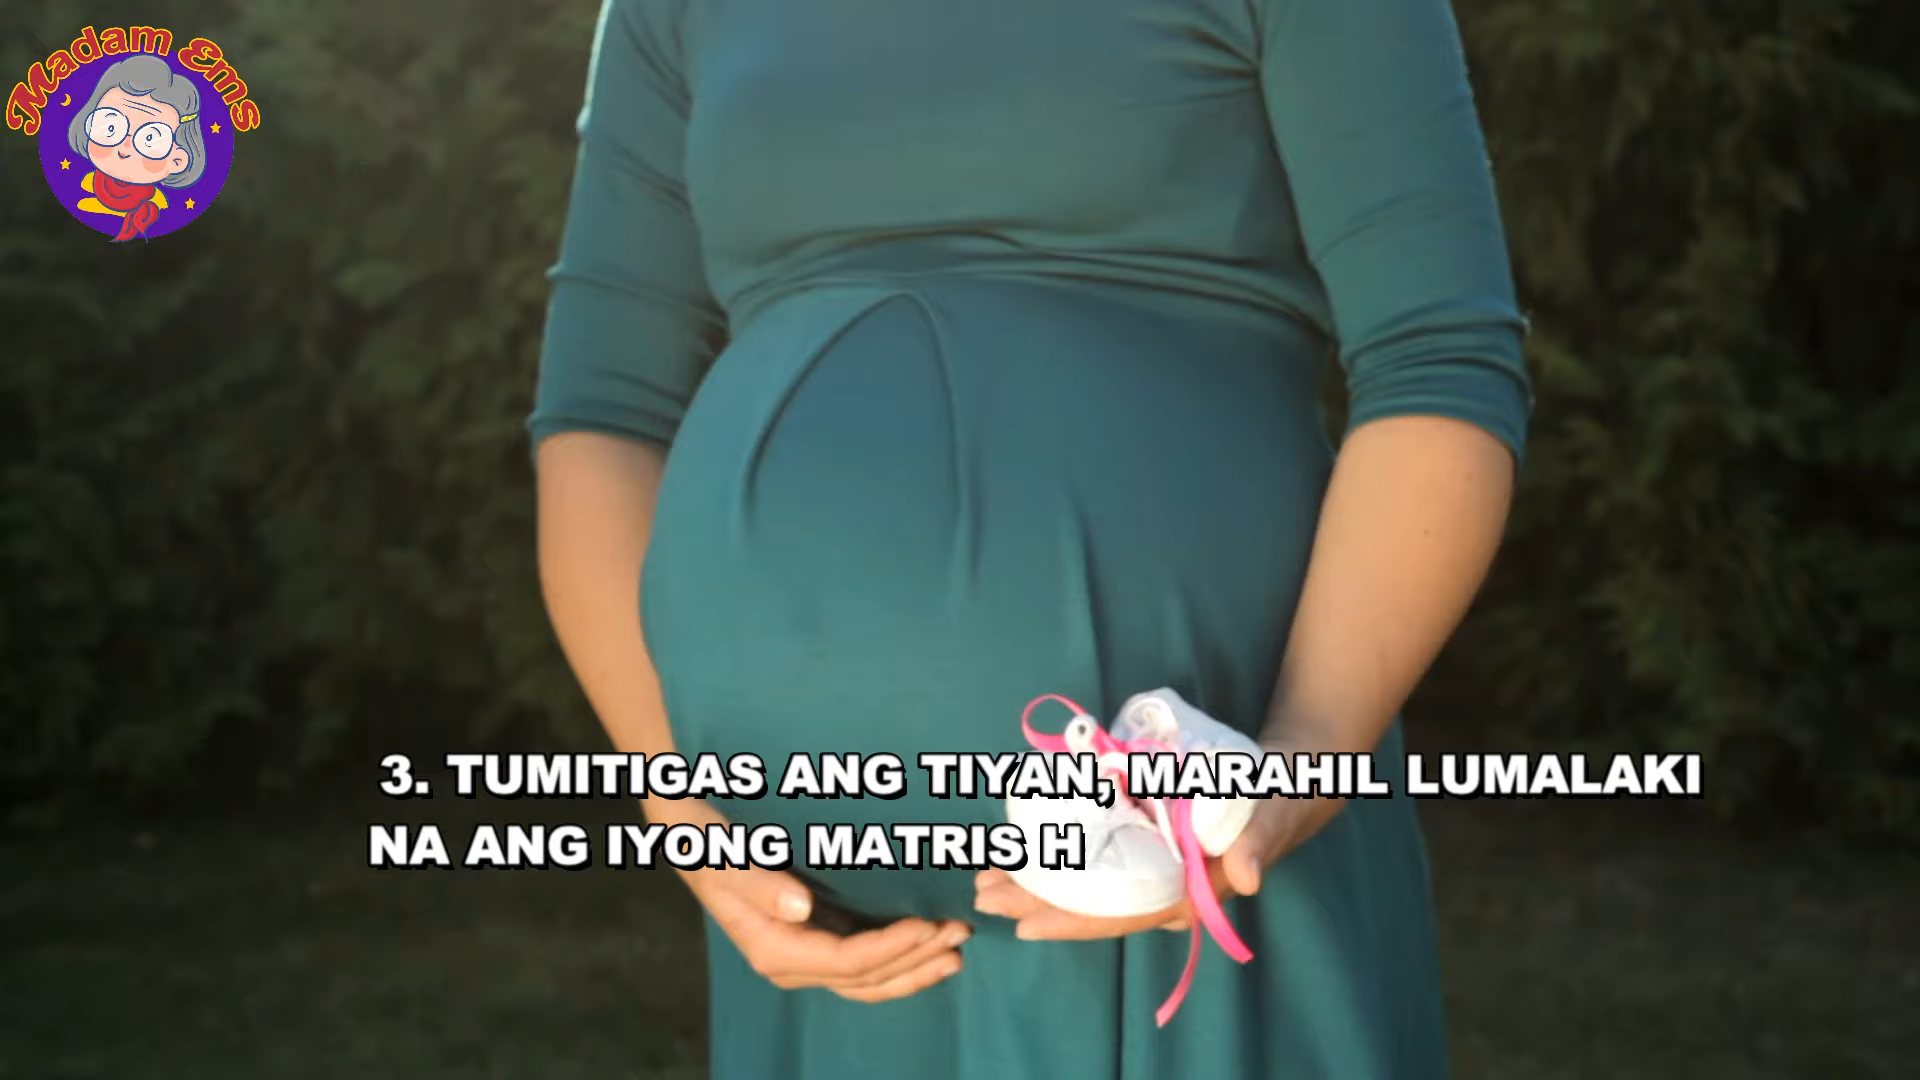 Madam Ems
3. TUMITIGAS ANG TIYAN, MARAHIL LUMALAKI
NA ANG IYONG MATRIS H